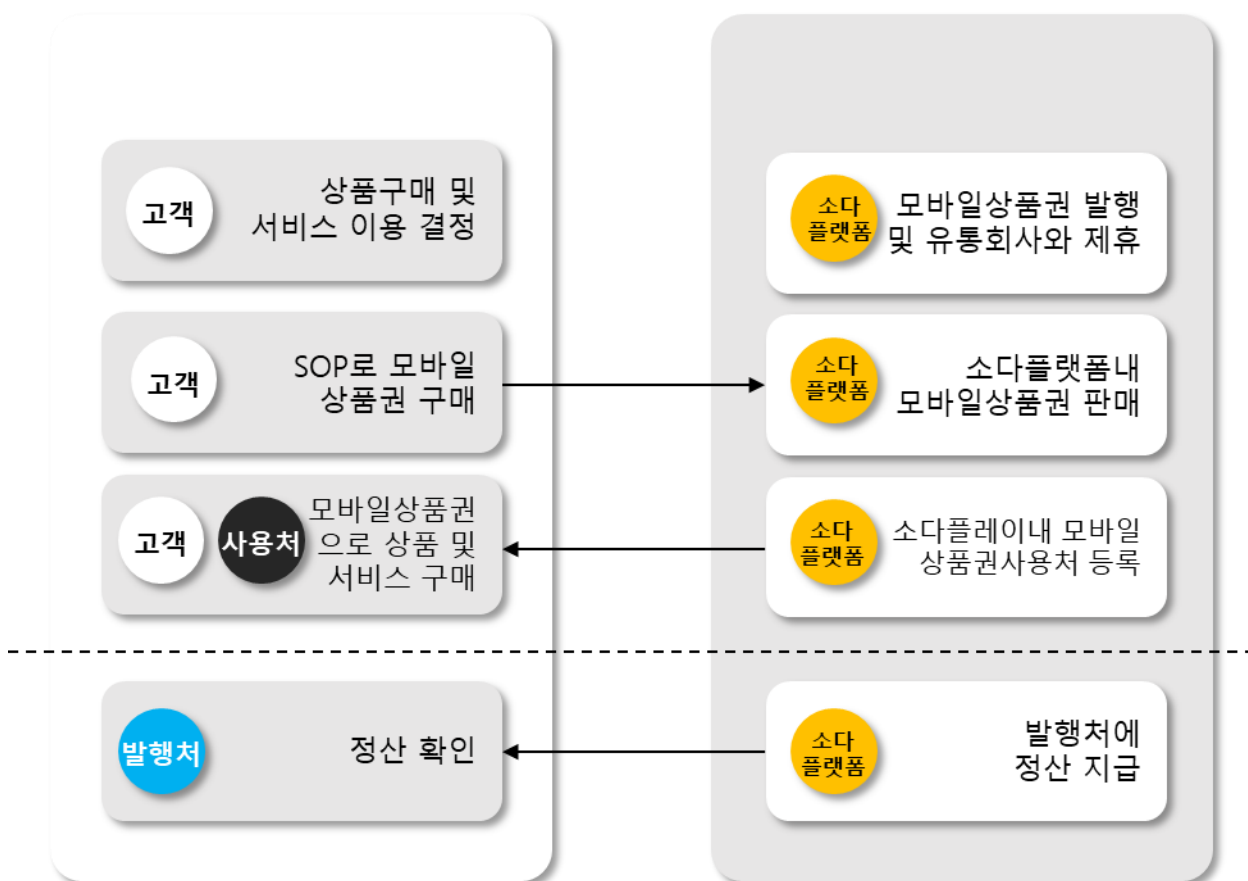 고객
상품구매 및
서비스 이용 결정
소다
플랫폼
모바일상품권 발행
및 유통회사와 제휴
고객
SOP로 모바일
상품권 구매
소다
플랫폼
소다플랫폼내
모바일상품권 판매
고객
사용처
모바일상품권
으로 상품 및
서비스 구매
소다
플랫폼
소다플레이내 모바일
상품권사용처 등록
발행처
정산 확인
소다
플랫폼
발행처에
정산 지급